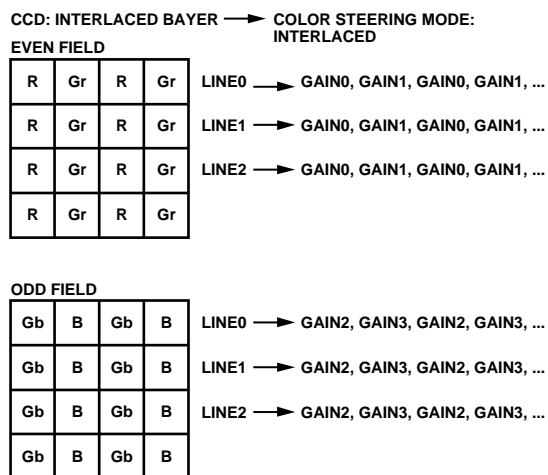 CCD: INTERLACED BAYER COLOR STEERING MODE:
INTERLACED
EVEN FIELD
R Gr R Gr LINE0 GAIN0, GAIN1, GAIN0, GAIN1, ...
R Gr R Gr LINE1 GAIN0, GAIN1, GAIN0, GAIN1, ...
R Gr R Gr LINE2 GAIN0, GAIN1, GAIN0, GAIN1, ...
R Gr R Gr
ODD FIELD
Gb B Gb B LINE0 GAIN2, GAIN3, GAIN2, GAIN3, ...
Gb B Gb B LINE1 GAIN2, GAIN3, GAIN2, GAIN3, ...
Gb B Gb B LINE2 GAIN2, GAIN3, GAIN2, GAIN3, ...
Gb B Gb B